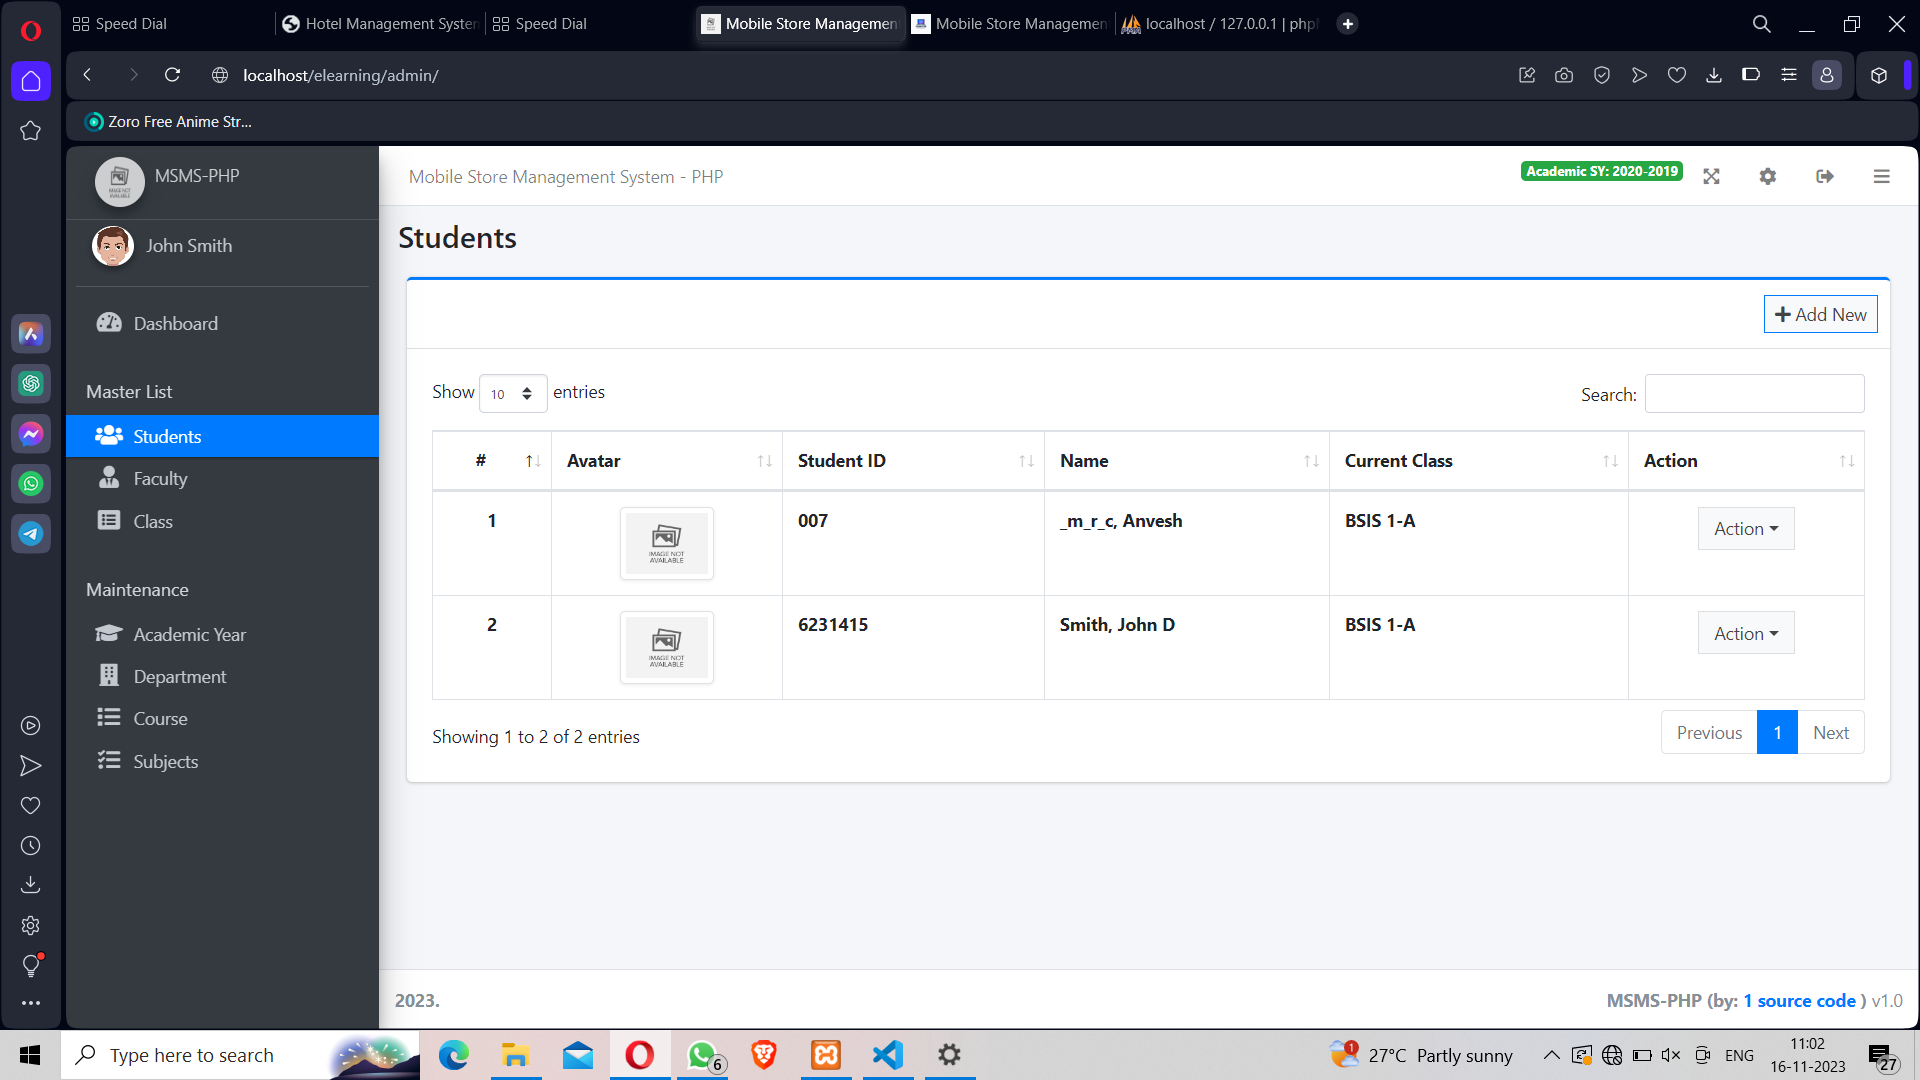 Speed Dial
Hotel Management System
Speed Dial
Mobile Store Management
Mobile Store Management
localhost / 127.0.0.1 | php
localhost/elearning/admin/
Zoro Free Anime Str...
MSMS-PHP
Mobile Store Management System - PHP
Academic SY: 2020-2019
John Smith
Students
Dashboard
Add New
Master List
Show 10 entries
Search:
Students
Faculty
Class
# Avatar Student ID Name Current Class Action
1 IMAGE NOT AVAILABLE 007 _m_r_c, Anvesh BSIS 1-A Action
2 IMAGE NOT AVAILABLE 6231415 Smith, John D BSIS 1-A Action
Maintenance
Academic Year
Department
Course
Subjects
Showing 1 to 2 of 2 entries
Previous 1 Next
2023.
MSMS-PHP (by: 1 source code ) v1.0
Type here to search
6
1
27°C Partly sunny
ENG
11:02
16-11-2023
27